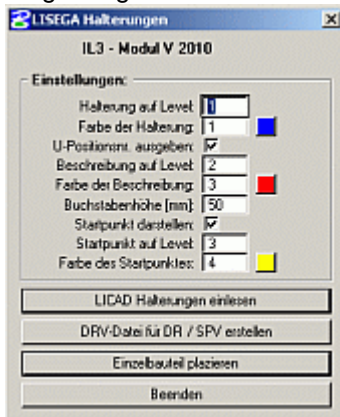 LISEGA Halterungen
IL3 - Modul V 2010
Einstellungen:
Halterung auf Level: 1
Farbe der Halterung: 1
U-Positionsnr. ausgeben:
Beschreibung auf Level: 2
Farbe der Beschreibung: 3
Buchstabenhöhe [mm]: 50
Startpunkt darstellen:
Startpunkt auf Level: 3
Farbe des Startpunktes: 4
LICAD Halterungen einlesen
DRV-Datei für DR / SPV erstellen
Einzelbauteil plazieren
Beenden